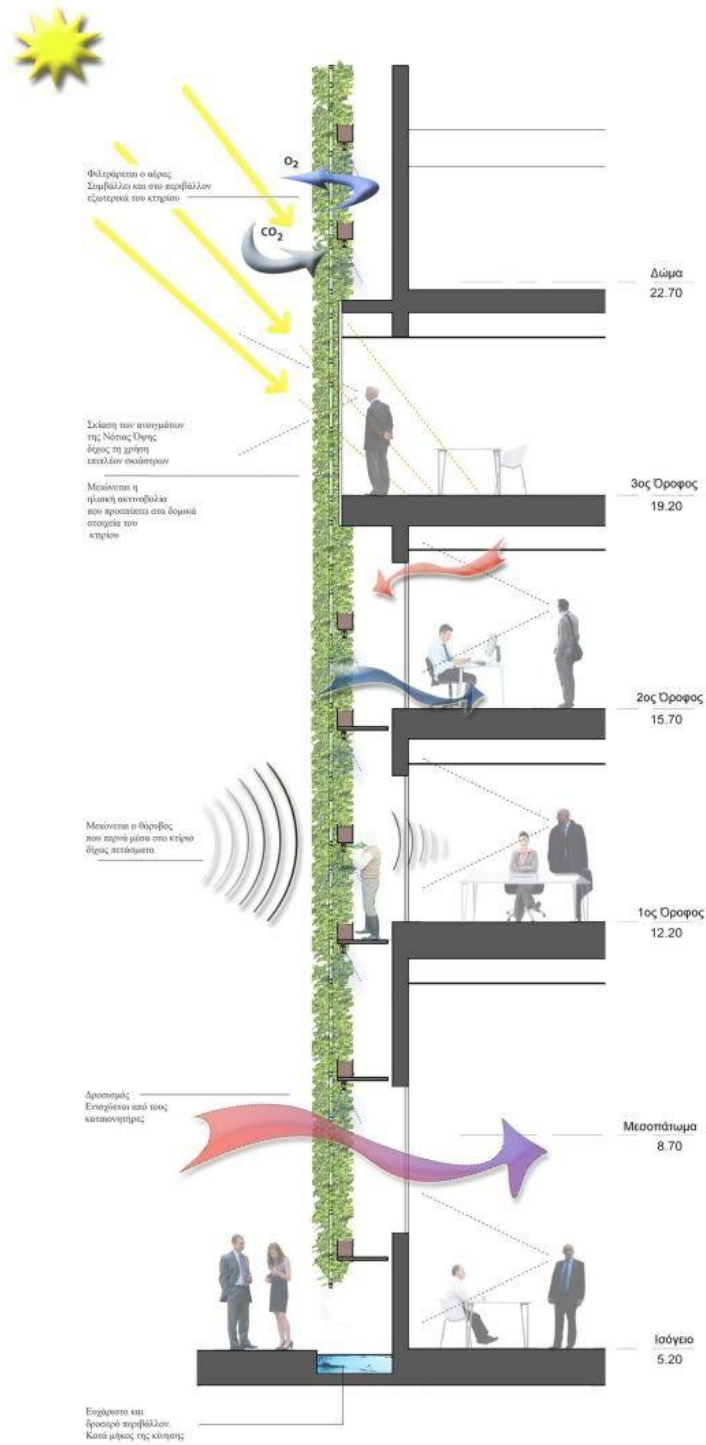 Φιλτράρεται ο αέρας
Συμβάλλει και στο περιβάλλον
εξωτερικά του κτηρίου
O2
CO2
Δώμα
22.70
Σκίαση των ανοιγμάτων
της Νότιας Όψης
δίχως τη χρήση
επιπλέον σκιάστρων
Μειώνεται η
ηλιακή ακτινοβολία
που προσπίπτει στα δομικά
στοιχεία του
κτιρίου
3ος Όροφος
19.20
2ος Όροφος
15.70
Μειώνεται ο θόρυβος
που περνά μέσα στο κτίριο
δίχως πετάσματα
1ος Όροφος
12.20
Δροσισμός
Ενισχύεται από τους
καταιονητήρες
Μεσοπάτωμα
8.70
Ισόγειο
5.20
Ευχάριστο και
δροσερό περιβάλλον.
Κατά μήκος της κίνησης